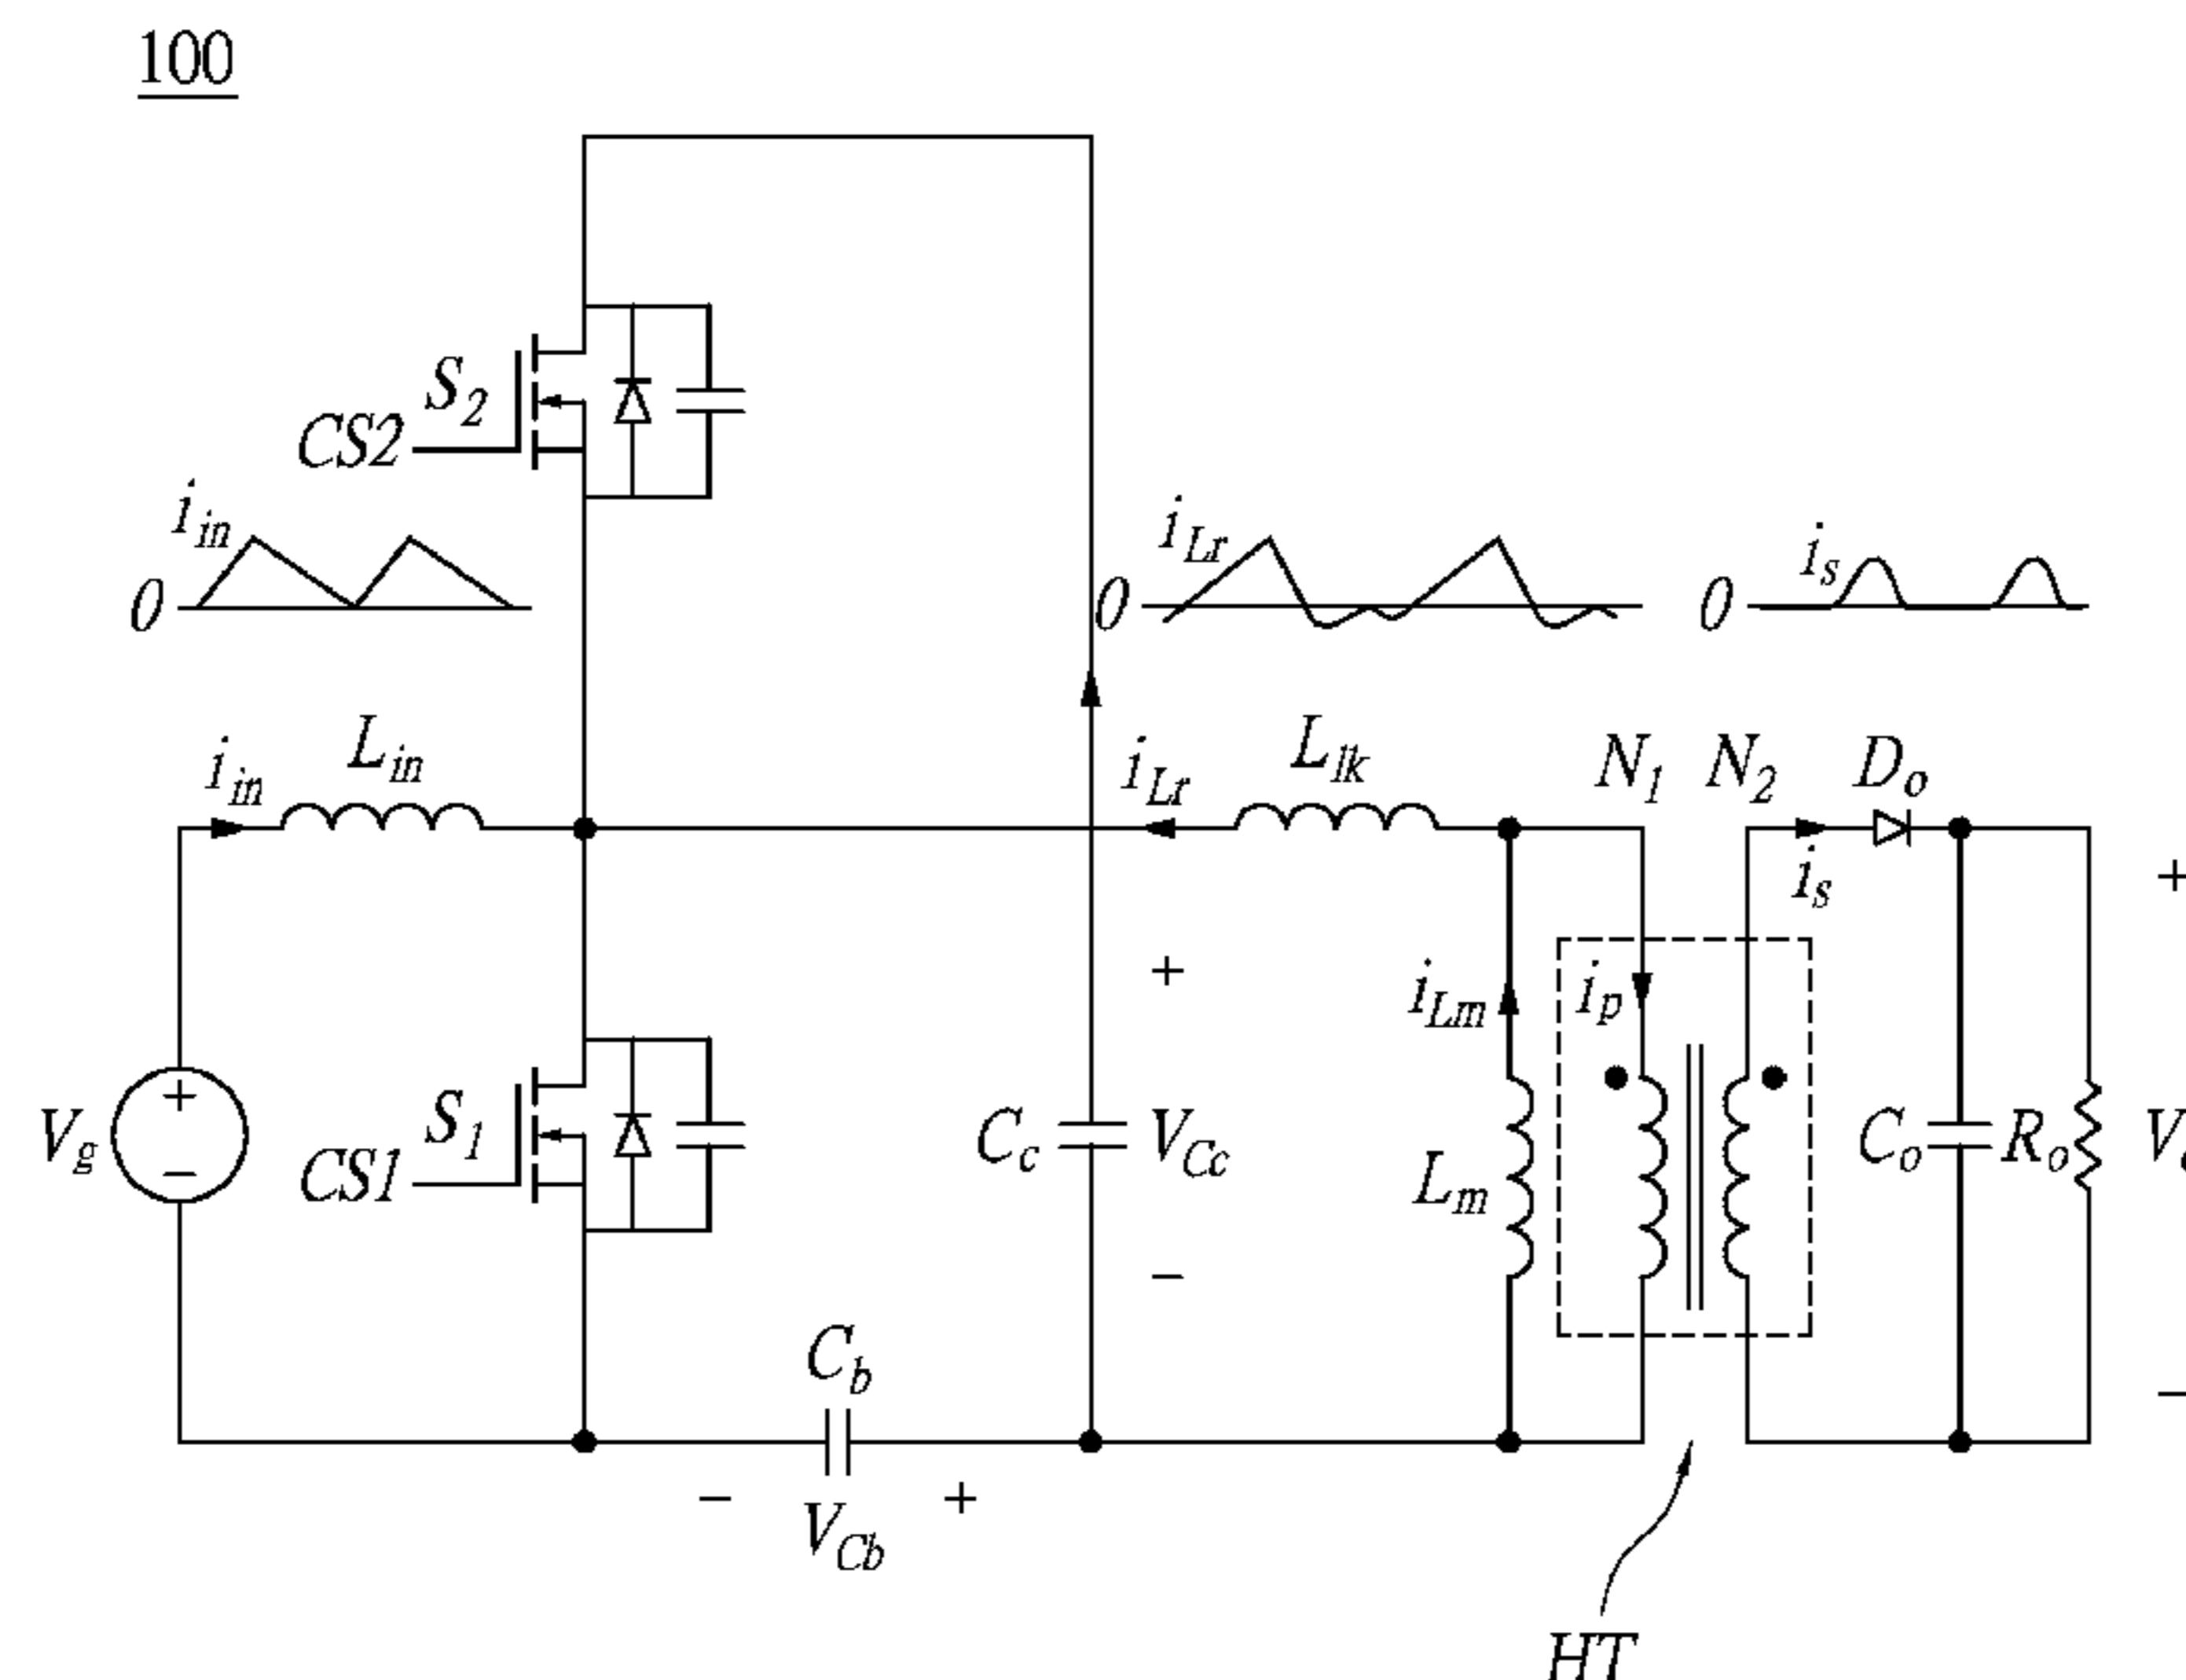 100
S2
CS2
iin
0
iLr
0
is
0
iin
Lin
iLr
Llk
N1
N2
Do
is
+
+
iLm
ip
Vg
+
−
S1
CS1
Cc
VCc
Lm
Co
Ro
−
−
Cb
−
+
VCb
HT